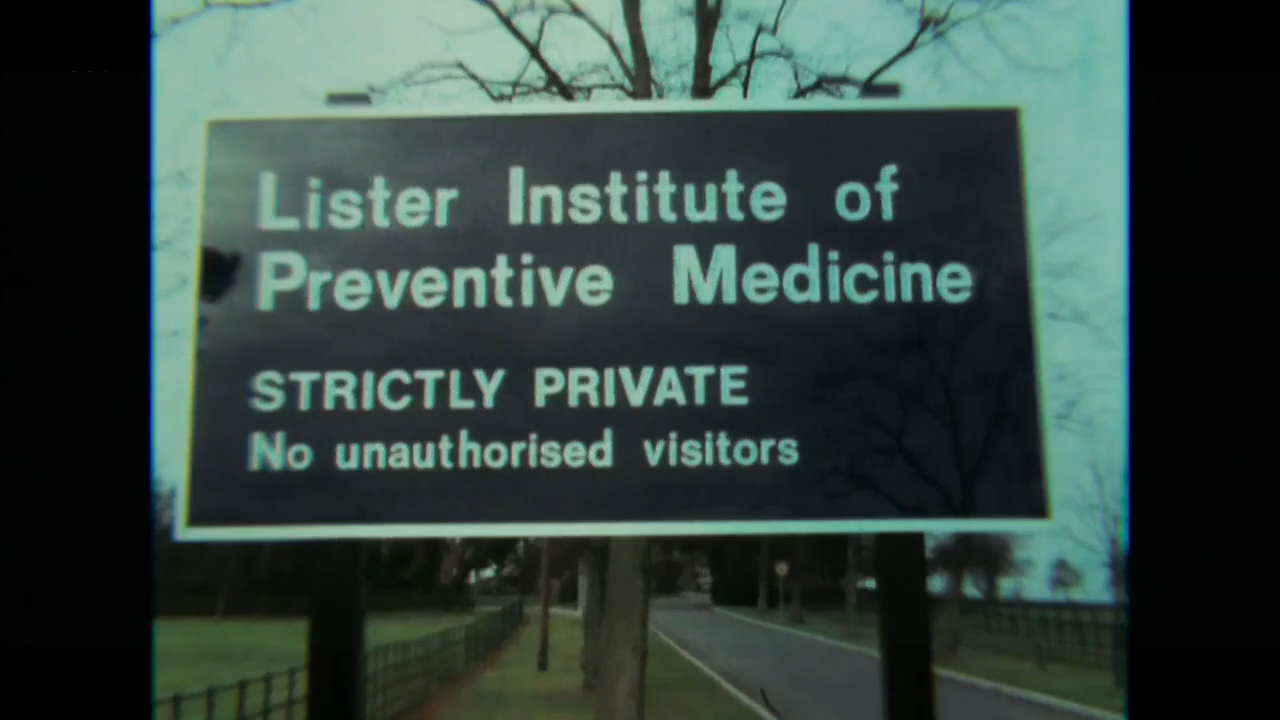 Lister Institute of
Preventive Medicine
STRICTLY PRIVATE
No unauthorised visitors